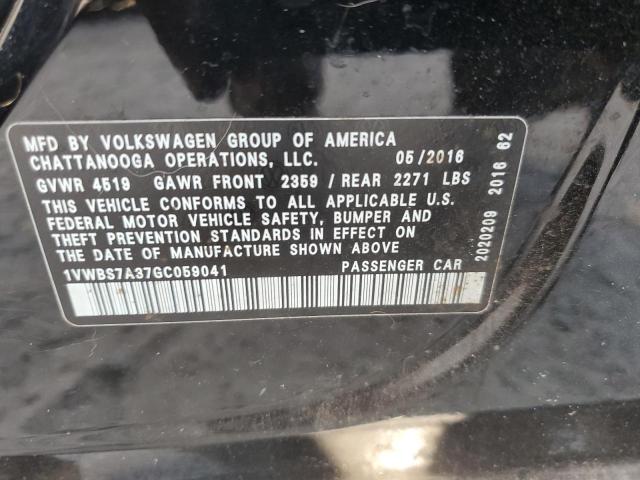 MFD BY VOLKSWAGEN GROUP OF AMERICA
CHATTANOOGA OPERATIONS, LLC. 05/2016
GVWR 4519 GAWR FRONT 2359 / REAR 2271 LBS
THIS VEHICLE CONFORMS TO ALL APPLICABLE U.S.
FEDERAL MOTOR VEHICLE SAFETY, BUMPER AND
THEFT PREVENTION STANDARDS IN EFFECT ON
THE DATE OF MANUFACTURE SHOWN ABOVE
1VWBS7A37GC059041 PASSENGER CAR
2020209 2016 62